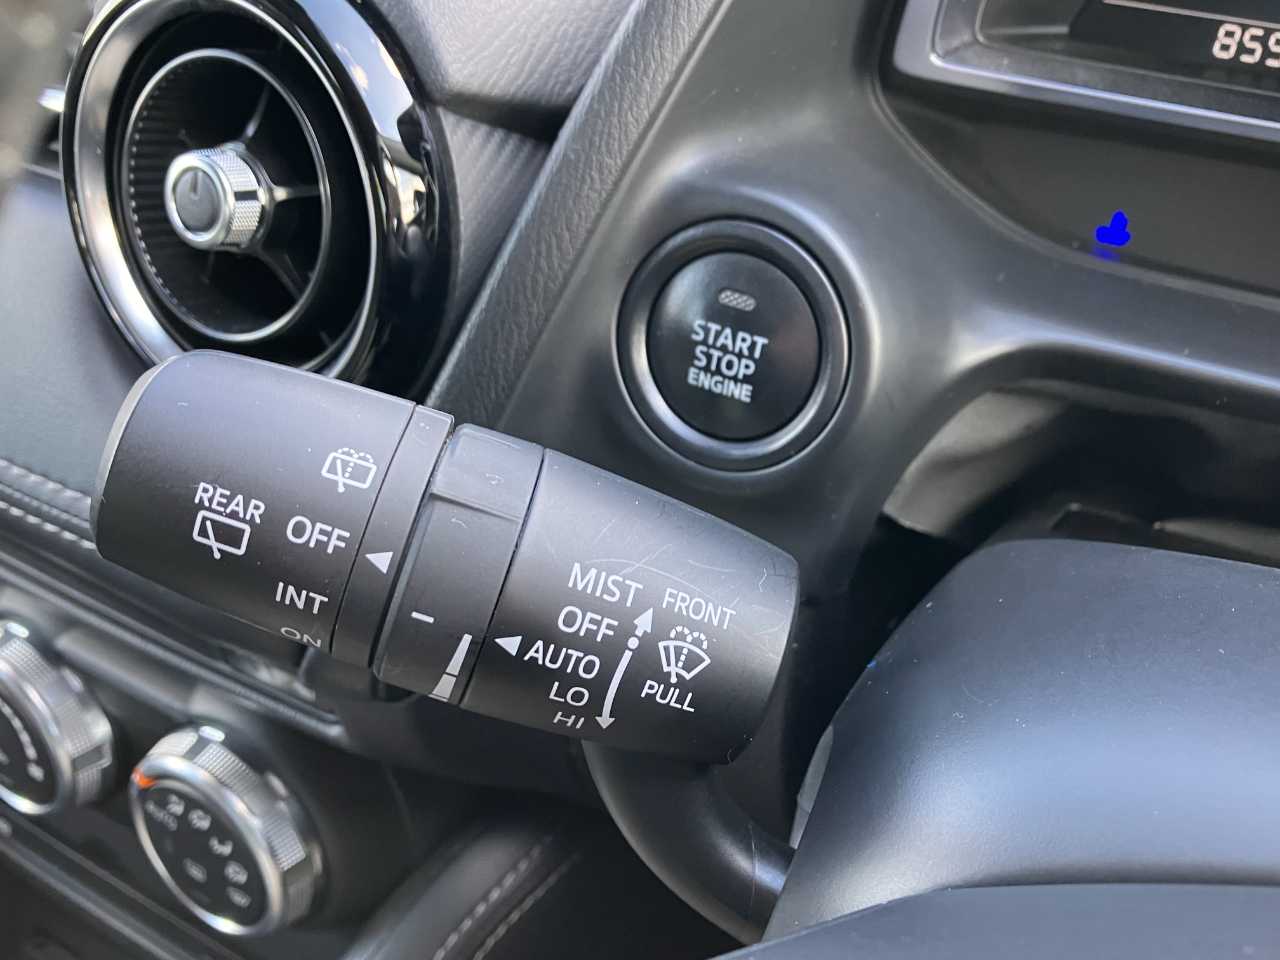 START
STOP
ENGINE
REAR
OFF
INT
ON
MIST
OFF
AUTO
LO
HI
FRONT
PULL